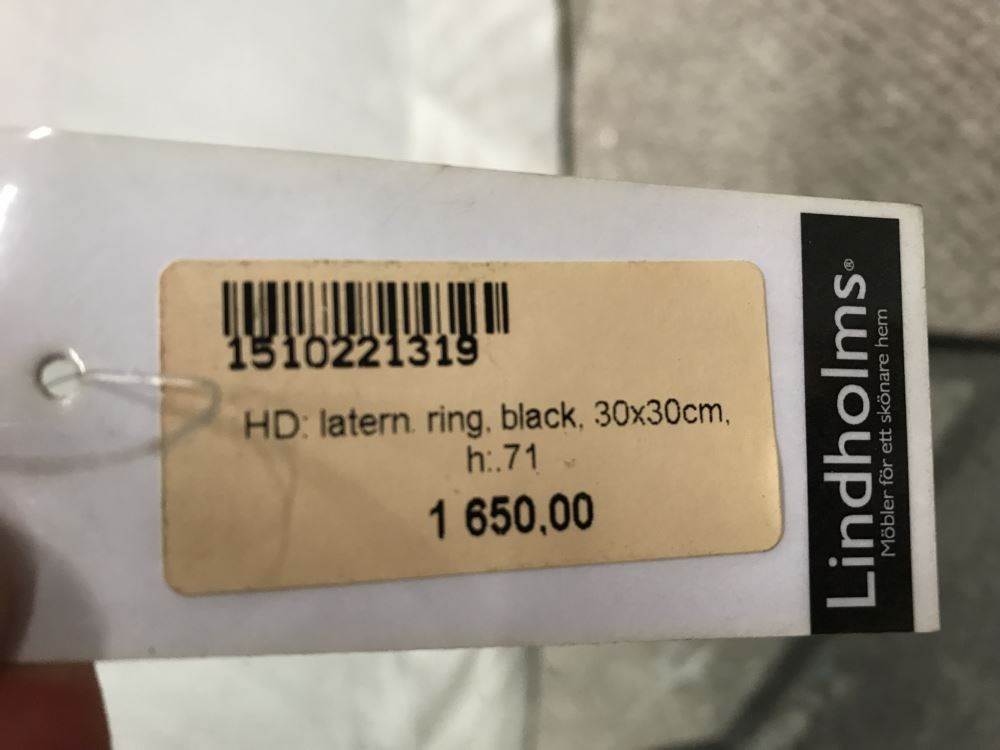 1510221319
HD: latern. ring, black, 30x30cm,
h:.71
1 650,00
Lindholms®
Möbler för ett skönare hem